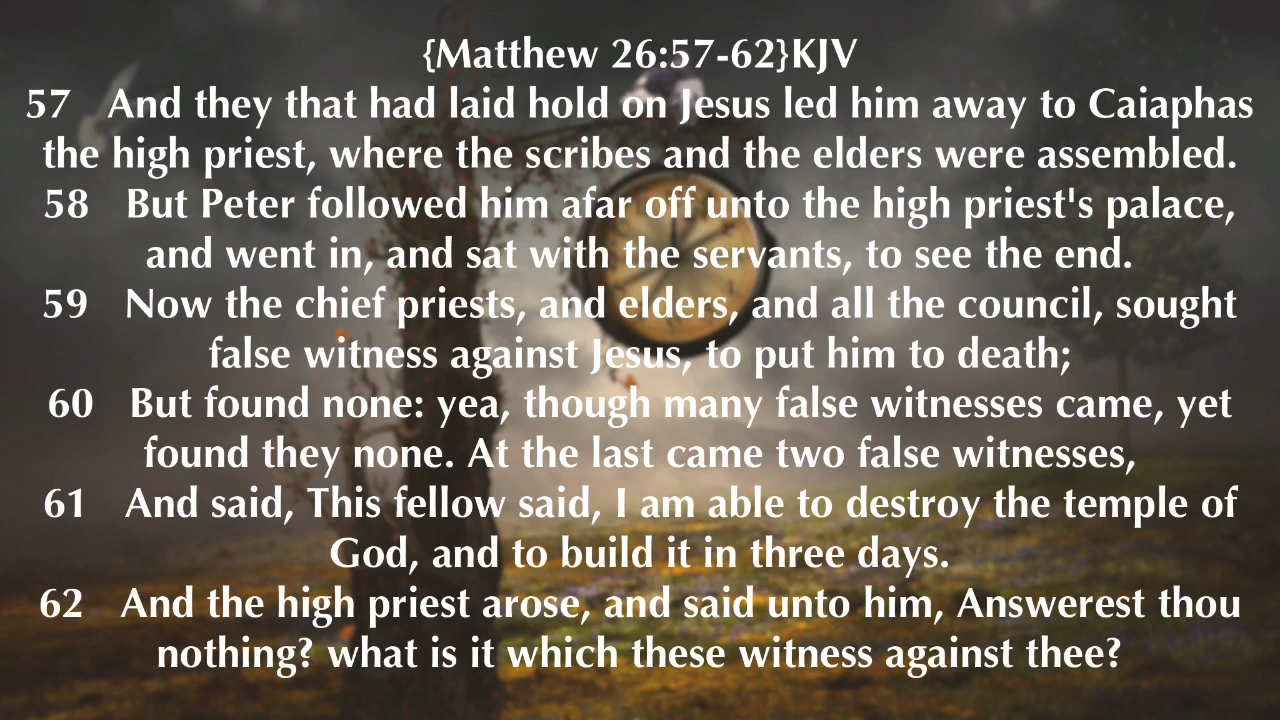 {Matthew 26:57-62}KJV
57 And they that had laid hold on Jesus led him away to Caiaphas
the high priest, where the scribes and the elders were assembled.
58 But Peter followed him afar off unto the high priest's palace,
and went in, and sat with the servants, to see the end.
59 Now the chief priests, and elders, and all the council, sought
false witness against Jesus, to put him to death;
60 But found none: yea, though many false witnesses came, yet
found they none. At the last came two false witnesses,
61 And said, This fellow said, I am able to destroy the temple of
God, and to build it in three days.
62 And the high priest arose, and said unto him, Answerest thou
nothing? what is it which these witness against thee?